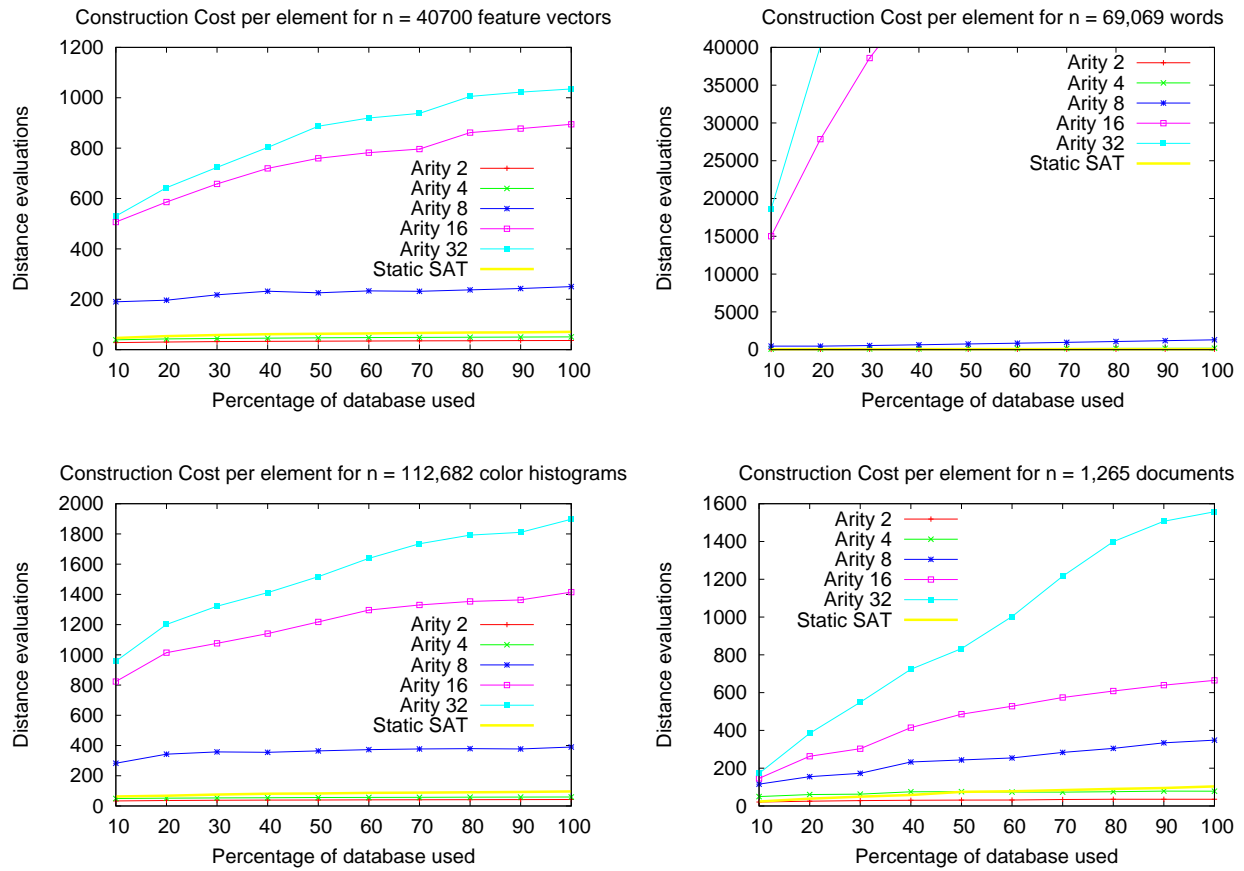 Construction Cost per element for n = 40700 feature vectors
1200
1000
800
600
400
200
0
Distance evaluations
Arity 2
Arity 4
Arity 8
Arity 16
Arity 32
Static SAT
10 20 30 40 50 60 70 80 90 100
Percentage of database used
Construction Cost per element for n = 69,069 words
40000
35000
30000
25000
20000
15000
10000
5000
0
Distance evaluations
Arity 2
Arity 4
Arity 8
Arity 16
Arity 32
Static SAT
10 20 30 40 50 60 70 80 90 100
Percentage of database used
Construction Cost per element for n = 112,682 color histograms
2000
1800
1600
1400
1200
1000
800
600
400
200
0
Distance evaluations
Arity 2
Arity 4
Arity 8
Arity 16
Arity 32
Static SAT
10 20 30 40 50 60 70 80 90 100
Percentage of database used
Construction Cost per element for n = 1,265 documents
1600
1400
1200
1000
800
600
400
200
0
Distance evaluations
Arity 2
Arity 4
Arity 8
Arity 16
Arity 32
Static SAT
10 20 30 40 50 60 70 80 90 100
Percentage of database used